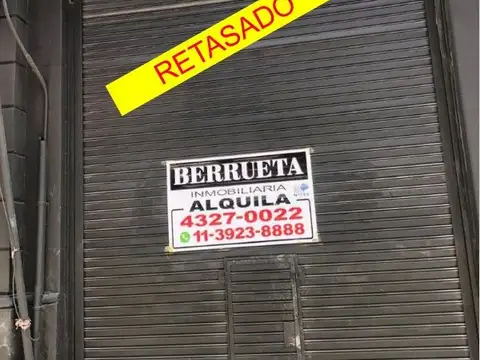 RETASADO
BERRUETA
INMOBILIARIA
ALQUILA
4327-0022
11-3923-8888